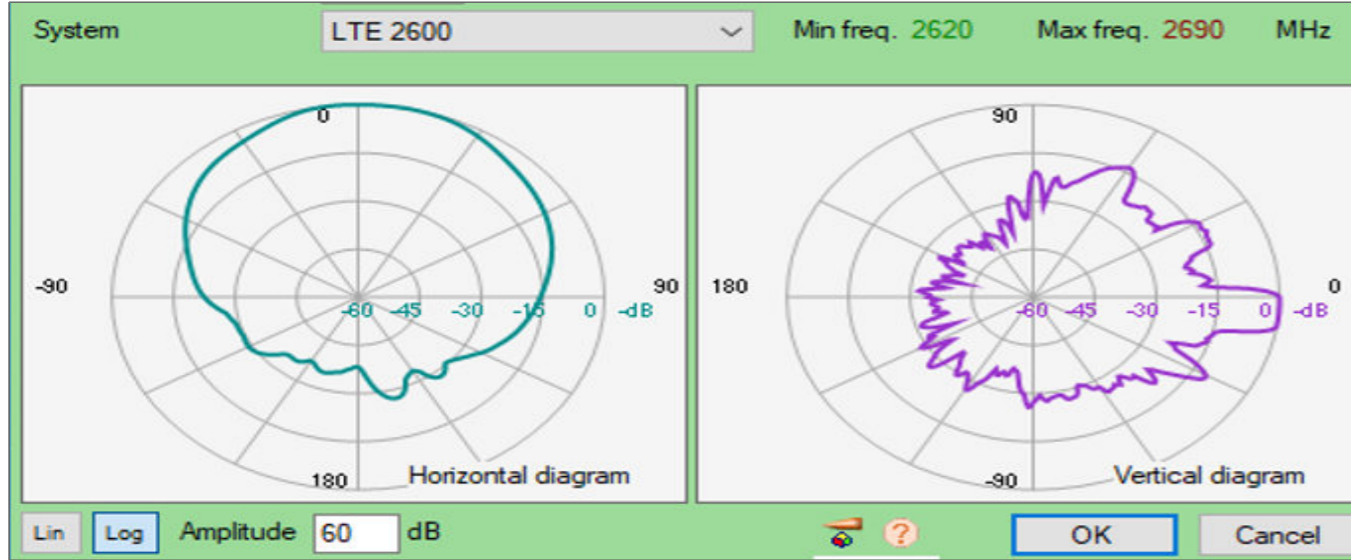 System LTE 2600 Min freq. 2620 Max freq. 2690 MHz
0 90
-90 90 180 0
-60 -45 -30 -15 0 -dB -60 -45 -30 -15 0 -dB
180 Horizontal diagram -90 Vertical diagram
Lin Log Amplitude 60 dB ? OK Cancel